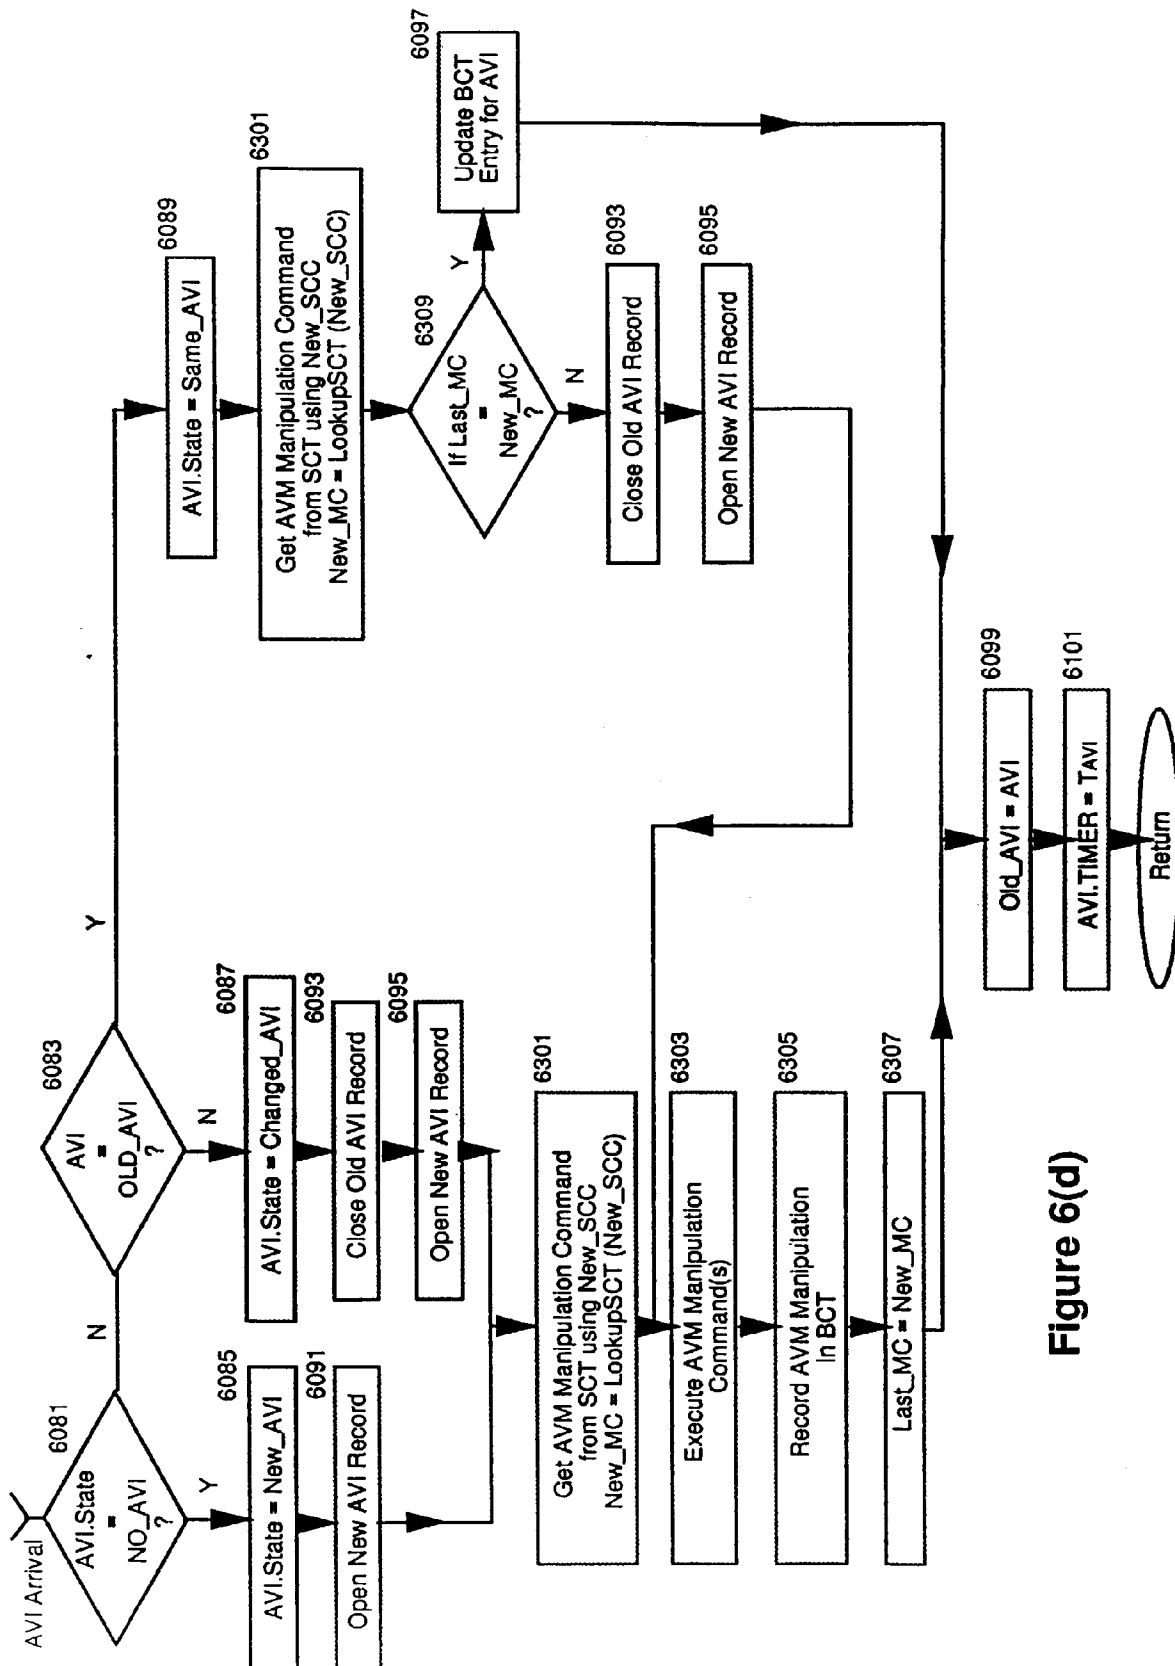 AVI Arrival
6081
AVI.State
=
NO_AVI
?
N
Y
6083
AVI
=
OLD_AVI
?
Y
N
6085
AVI.State = New_AVI
6091
Open New AVI Record
6087
AVI.State = Changed_AVI
6093
Close Old AVI Record
6095
Open New AVI Record
6089
AVI.State = Same_AVI
6301
Get AVM Manipulation Command
from SCT using New_SCC
New_MC = LookupSCT (New_SCC)
6309
If Last_MC
=
New_MC
?
Y
N
6097
Update BCT
Entry for AVI
6093
Close Old AVI Record
6095
Open New AVI Record
6301
Get AVM Manipulation Command
from SCT using New_SCC
New_MC = LookupSCT (New_SCC)
6303
Execute AVM Manipulation
Command(s)
6305
Record AVM Manipulation
In BCT
6307
Last_MC = New_MC
6099
Old_AVI = AVI
6101
AVI.TIMER = TAVI
Return
Figure 6(d)